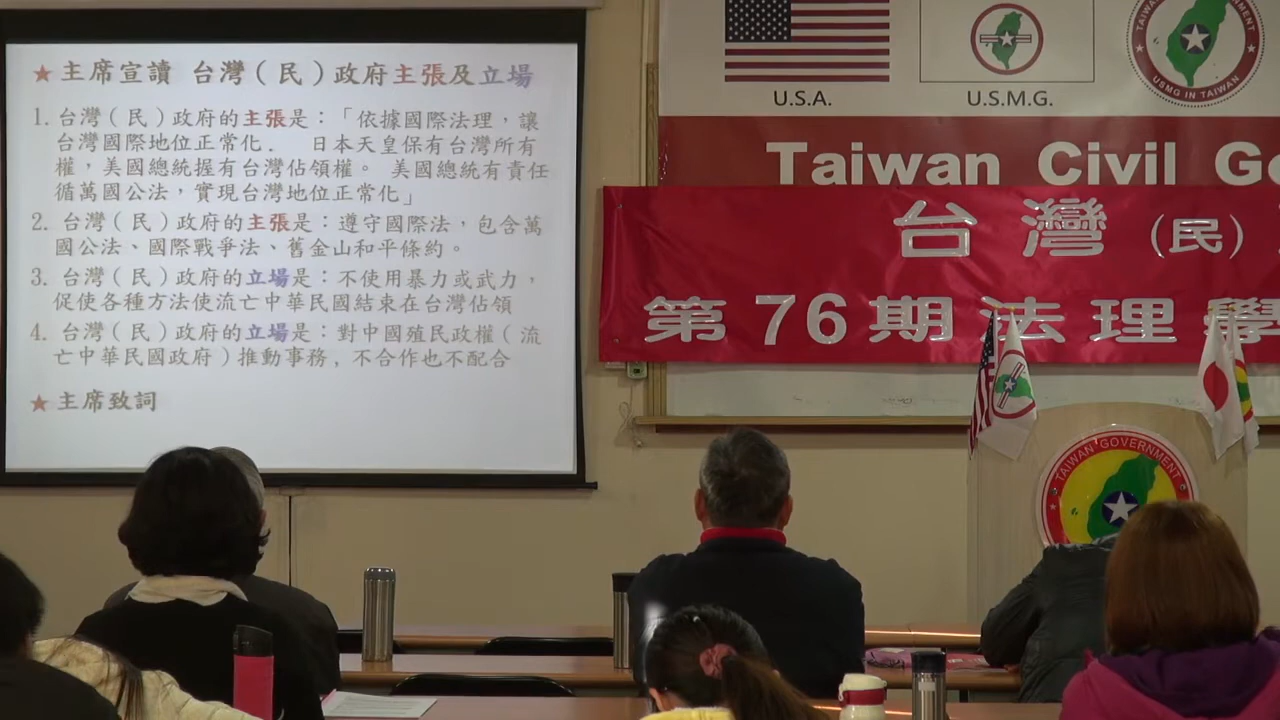 ★ 主席宣讀 台灣(民)政府主張及立場
1. 台灣(民)政府的主張是:「依據國際法理,讓
台灣國際地位正常化. 日本天皇保有台灣所有
權,美國總統握有台灣佔領權。 美國總統有責任
循萬國公法,實現台灣地位正常化」
2. 台灣(民)政府的主張是:遵守國際法,包含萬
國公法、國際戰爭法、舊金山和平條約。
3. 台灣(民)政府的立場是:不使用暴力或武力,
促使各種方法使流亡中華民國結束在台灣佔領
4. 台灣(民)政府的立場是:對中國殖民政權(流
亡中華民國政府)推動事務, 不合作也不配合
★ 主席致詞
U.S.A.
U.S.M.G.
USMG IN TAIWAN
Taiwan Civil Go
台灣(民)
第76期法理學
TAIWAN GOVERNMENT